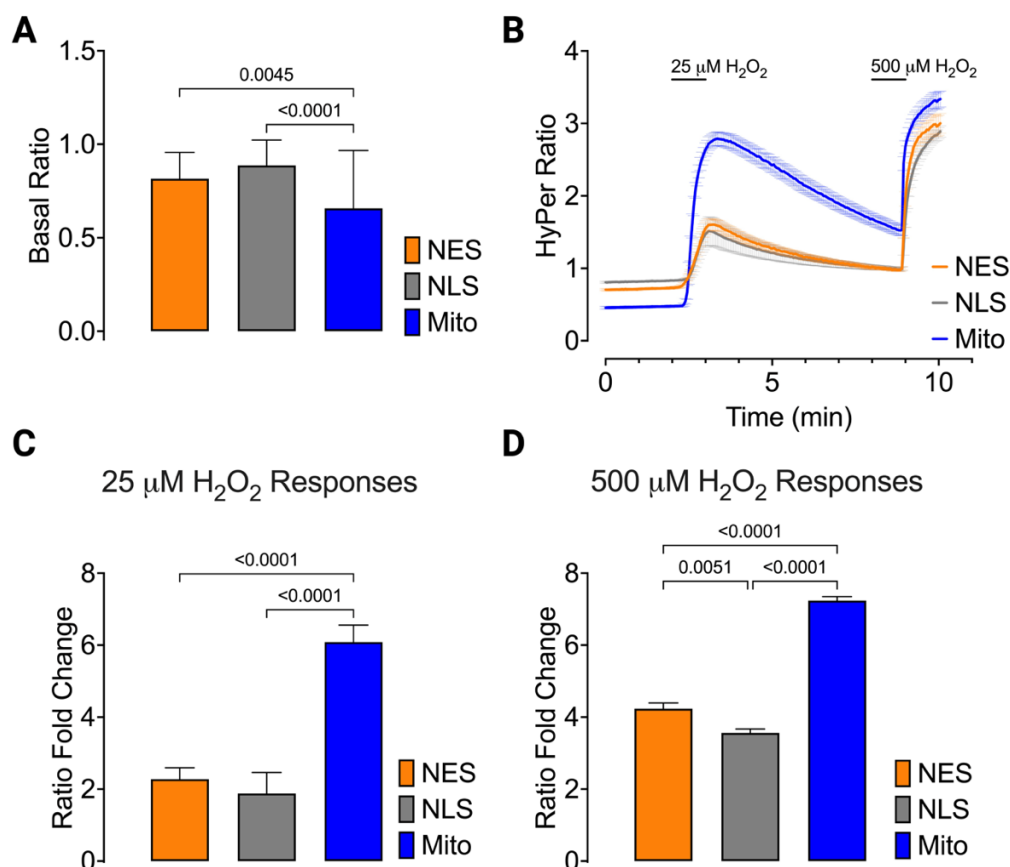 A
Basal Ratio
1.5
1.0
0.5
0.0
0.0045
<0.0001
NES
NLS
Mito
B
HyPer Ratio
4
3
2
1
0
25 μM H₂O₂
500 μM H₂O₂
NES
NLS
Mito
0
5
10
Time (min)
C
25 μM H₂O₂ Responses
Ratio Fold Change
8
6
4
2
0
<0.0001
<0.0001
NES
NLS
Mito
D
500 μM H₂O₂ Responses
Ratio Fold Change
8
6
4
2
0
<0.0001
0.0051
<0.0001
NES
NLS
Mito